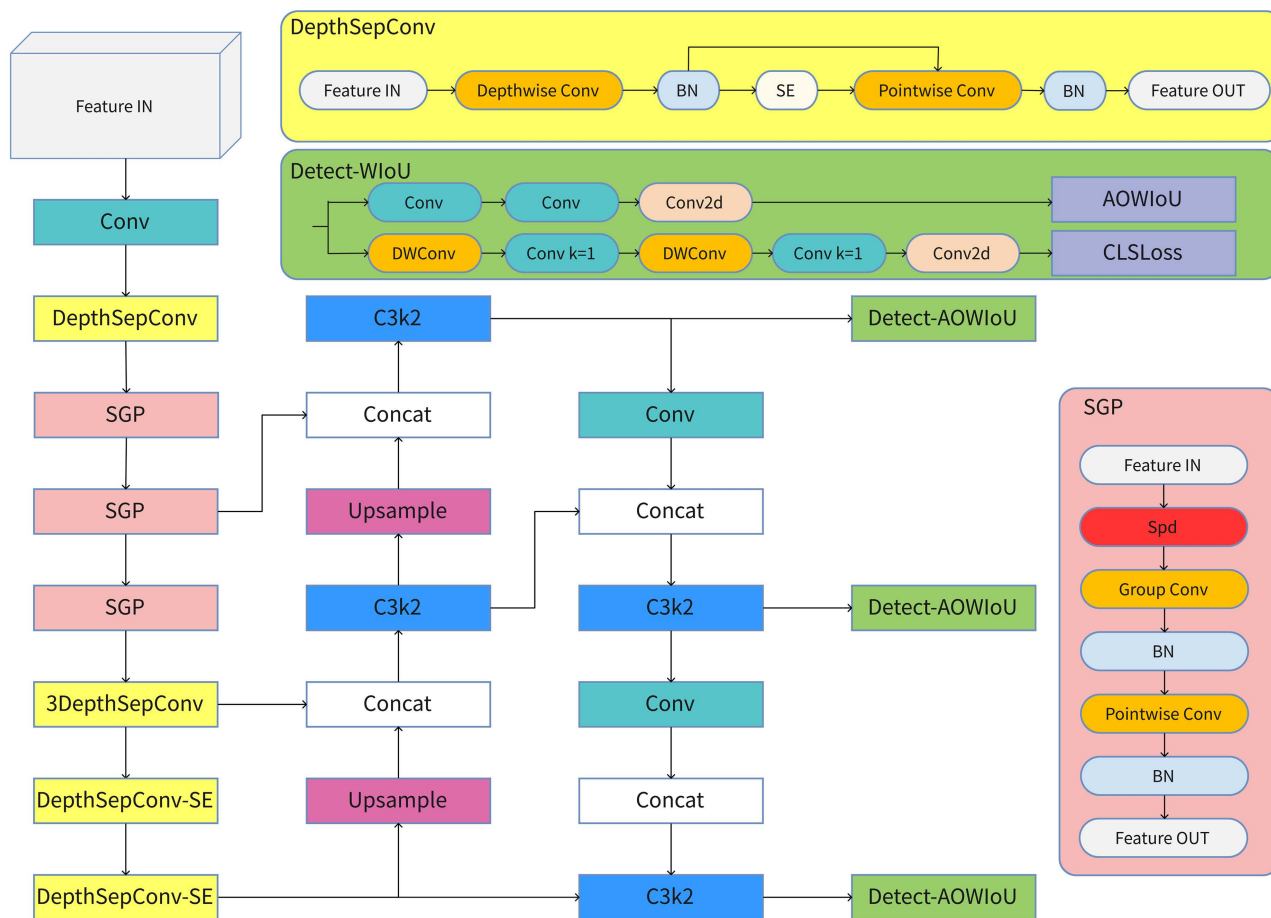 DepthSepConv
Feature IN
Depthwise Conv
BN
SE
Pointwise Conv
BN
Feature OUT
Feature IN
Detect-WIoU
Conv
Conv
Conv2d
AOWIoU
DWConv
Conv k=1
DWConv
Conv k=1
Conv2d
CLSLoss
Conv
DepthSepConv
C3k2
Detect-AOWIoU
SGP
Concat
Conv
SGP
Upsample
Concat
SGP
C3k2
C3k2
Detect-AOWIoU
3DepthSepConv
Concat
Conv
DepthSepConv-SE
Upsample
Concat
DepthSepConv-SE
C3k2
Detect-AOWIoU
SGP
Feature IN
Spd
Group Conv
BN
Pointwise Conv
BN
Feature OUT